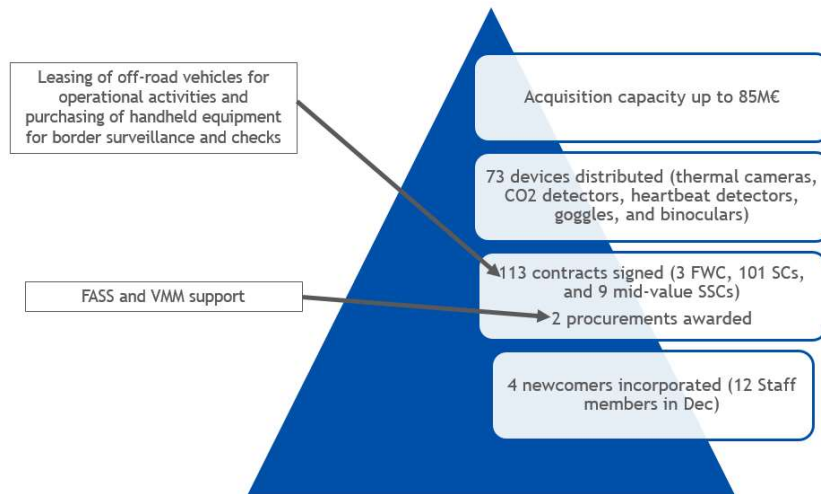 Leasing of off-road vehicles for
operational activities and
purchasing of handheld equipment
for border surveillance and checks
FASS and VMM support
Acquisition capacity up to 85M€
73 devices distributed (thermal cameras,
CO2 detectors, heartbeat detectors,
goggles, and binoculars)
113 contracts signed (3 FWC, 101 SCs,
and 9 mid-value SSCs)
2 procurements awarded
4 newcomers incorporated (12 Staff
members in Dec)